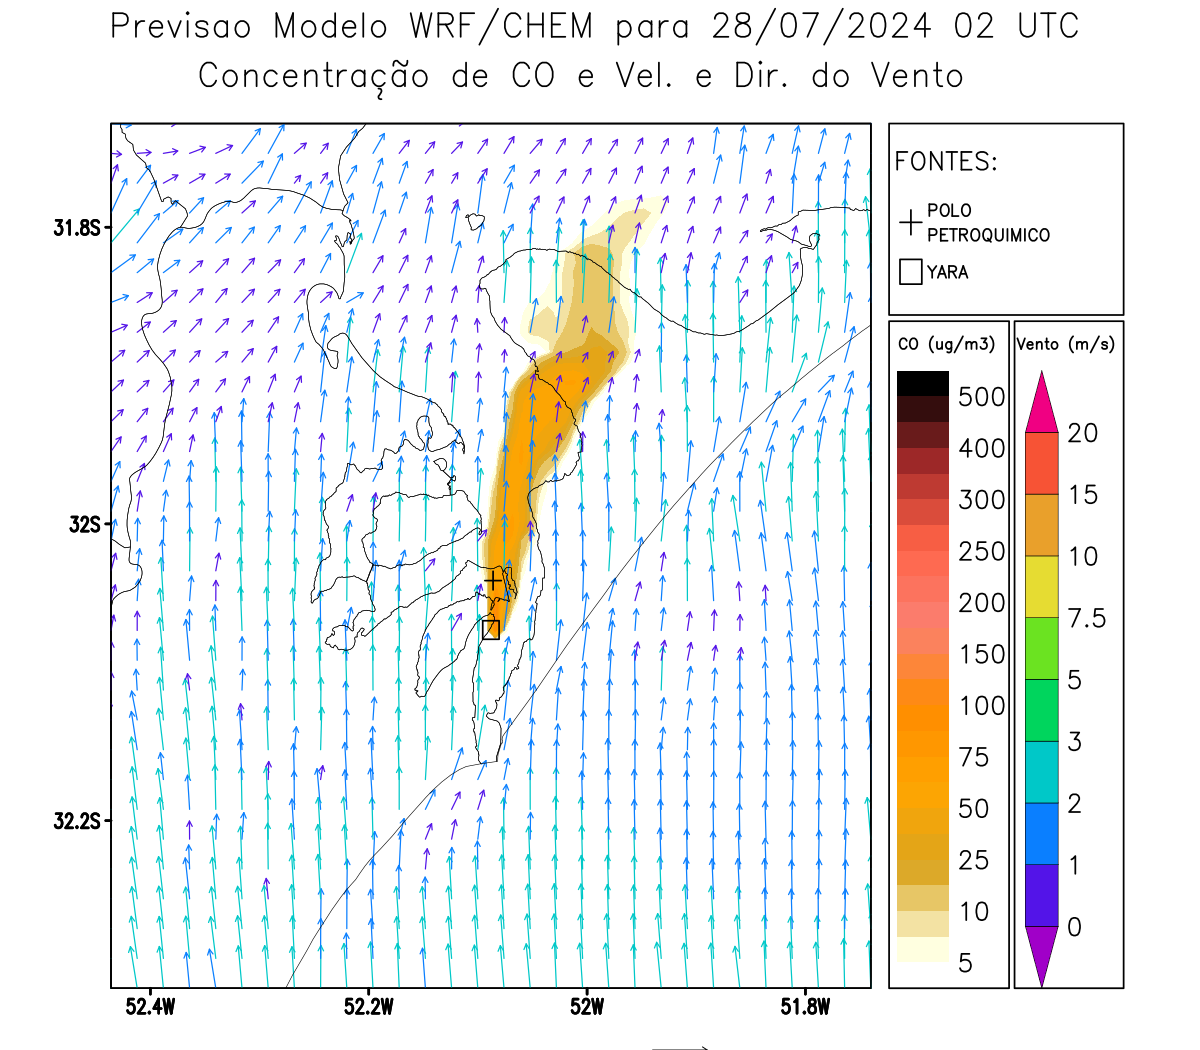 Previsao Modelo WRF/CHEM para 28/07/2024 02 UTC
Concentração de CO e Vel. e Dir. do Vento
FONTES:
POLO
PETROQUIMICO
YARA
CO (ug/m3)
500
400
300
250
200
150
100
75
50
25
10
5
Vento (m/s)
20
15
10
7.5
5
3
2
1
0
31.8S
32S
32.2S
52.4W
52.2W
52W
51.8W